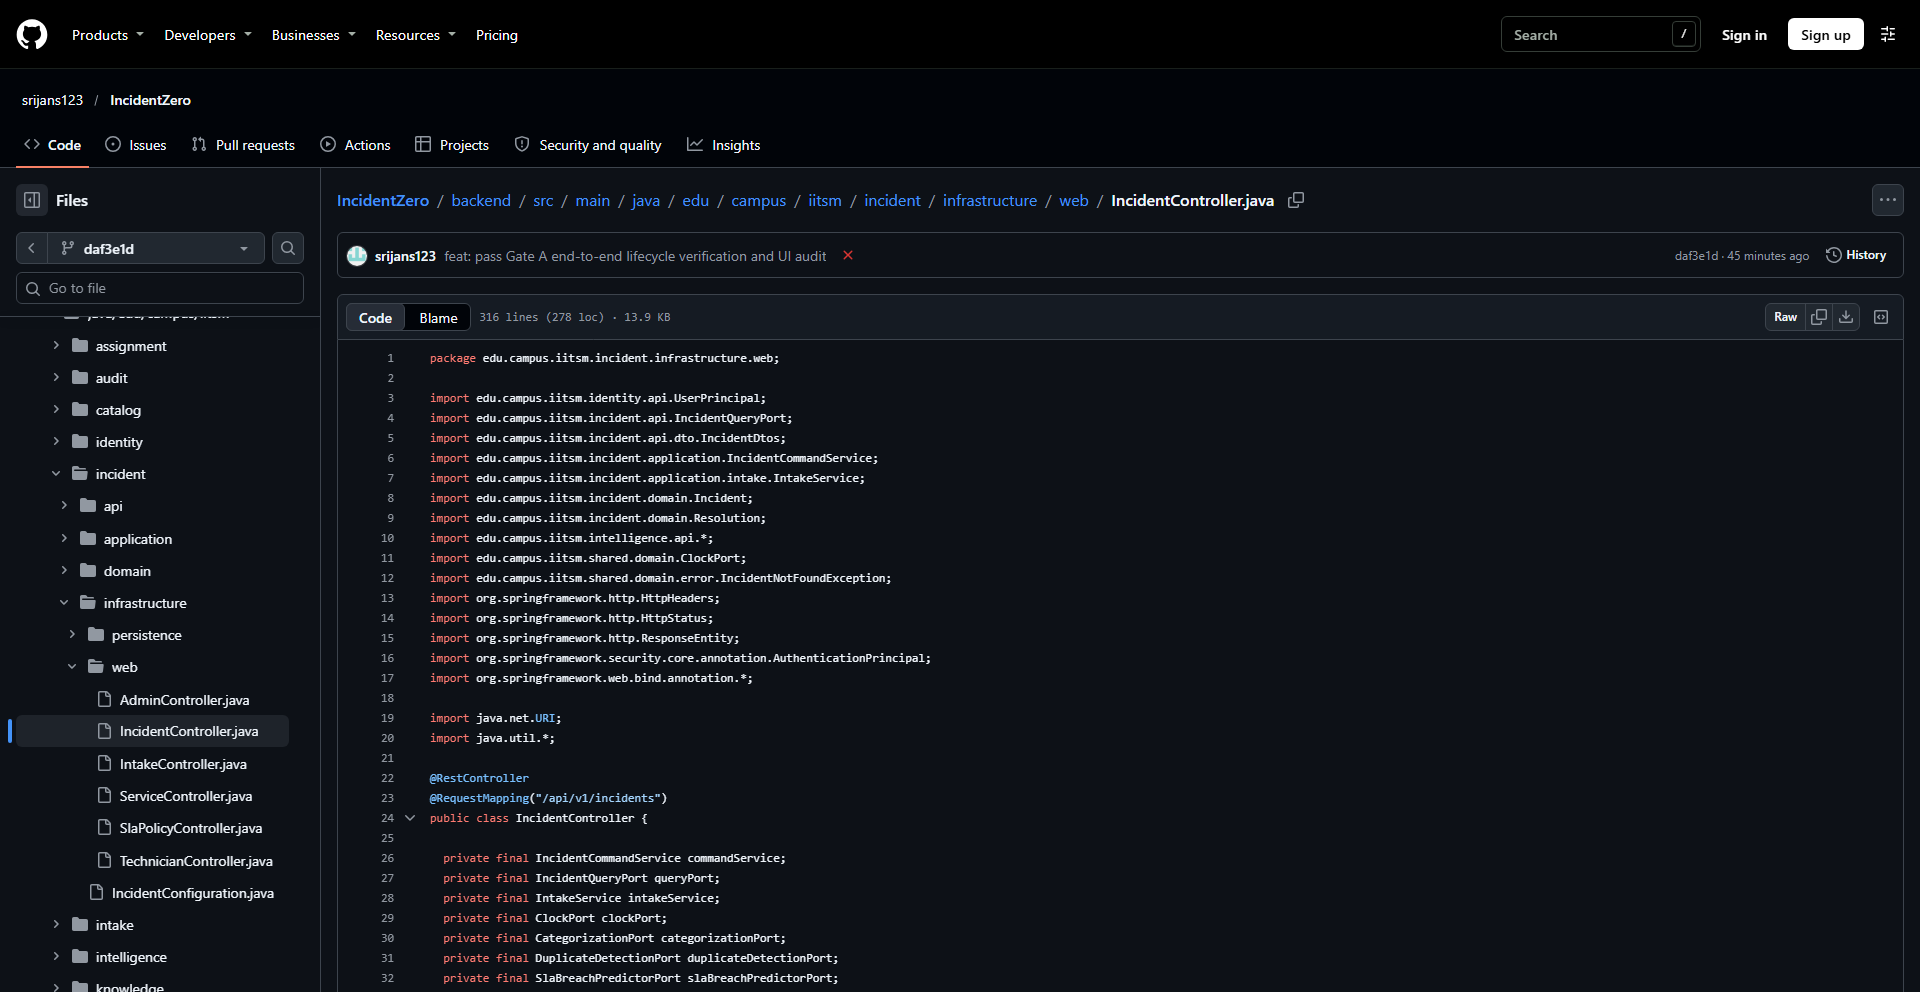 Products Developers Businesses Resources Pricing Search / Sign in Sign up
srijans123 / IncidentZero
Code Issues Pull requests Actions Projects Security and quality Insights
Files
daf3e1d
Go to file
java/edu/campus/iitsm
assignment
audit
catalog
identity
incident
api
application
domain
infrastructure
persistence
web
AdminController.java
IncidentController.java
IntakeController.java
ServiceController.java
SlaPolicyController.java
TechnicianController.java
IncidentConfiguration.java
intake
intelligence
knowledge
IncidentZero / backend / src / main / java / edu / campus / iitsm / incident / infrastructure / web / IncidentController.java
srijans123 feat: pass Gate A end-to-end lifecycle verification and UI audit daf3e1d · 45 minutes ago History
Code Blame 316 lines (278 loc) · 13.9 KB Raw
1 package edu.campus.iitsm.incident.infrastructure.web;
2
3 import edu.campus.iitsm.identity.api.UserPrincipal;
4 import edu.campus.iitsm.incident.api.IncidentQueryPort;
5 import edu.campus.iitsm.incident.api.dto.IncidentDtos;
6 import edu.campus.iitsm.incident.application.IncidentCommandService;
7 import edu.campus.iitsm.incident.application.intake.IntakeService;
8 import edu.campus.iitsm.incident.domain.Incident;
9 import edu.campus.iitsm.incident.domain.Resolution;
10 import edu.campus.iitsm.intelligence.api.*;
11 import edu.campus.iitsm.shared.domain.ClockPort;
12 import edu.campus.iitsm.shared.domain.error.IncidentNotFoundException;
13 import org.springframework.http.HttpHeaders;
14 import org.springframework.http.HttpStatus;
15 import org.springframework.http.ResponseEntity;
16 import org.springframework.security.core.annotation.AuthenticationPrincipal;
17 import org.springframework.web.bind.annotation.*;
18
19 import java.net.URI;
20 import java.util.*;
21
22 @RestController
23 @RequestMapping("/api/v1/incidents")
24 public class IncidentController {
25
26 private final IncidentCommandService commandService;
27 private final IncidentQueryPort queryPort;
28 private final IntakeService intakeService;
29 private final ClockPort clockPort;
30 private final CategorizationPort categorizationPort;
31 private final DuplicateDetectionPort duplicateDetectionPort;
32 private final SlaBreachPredictorPort slaBreachPredictorPort;